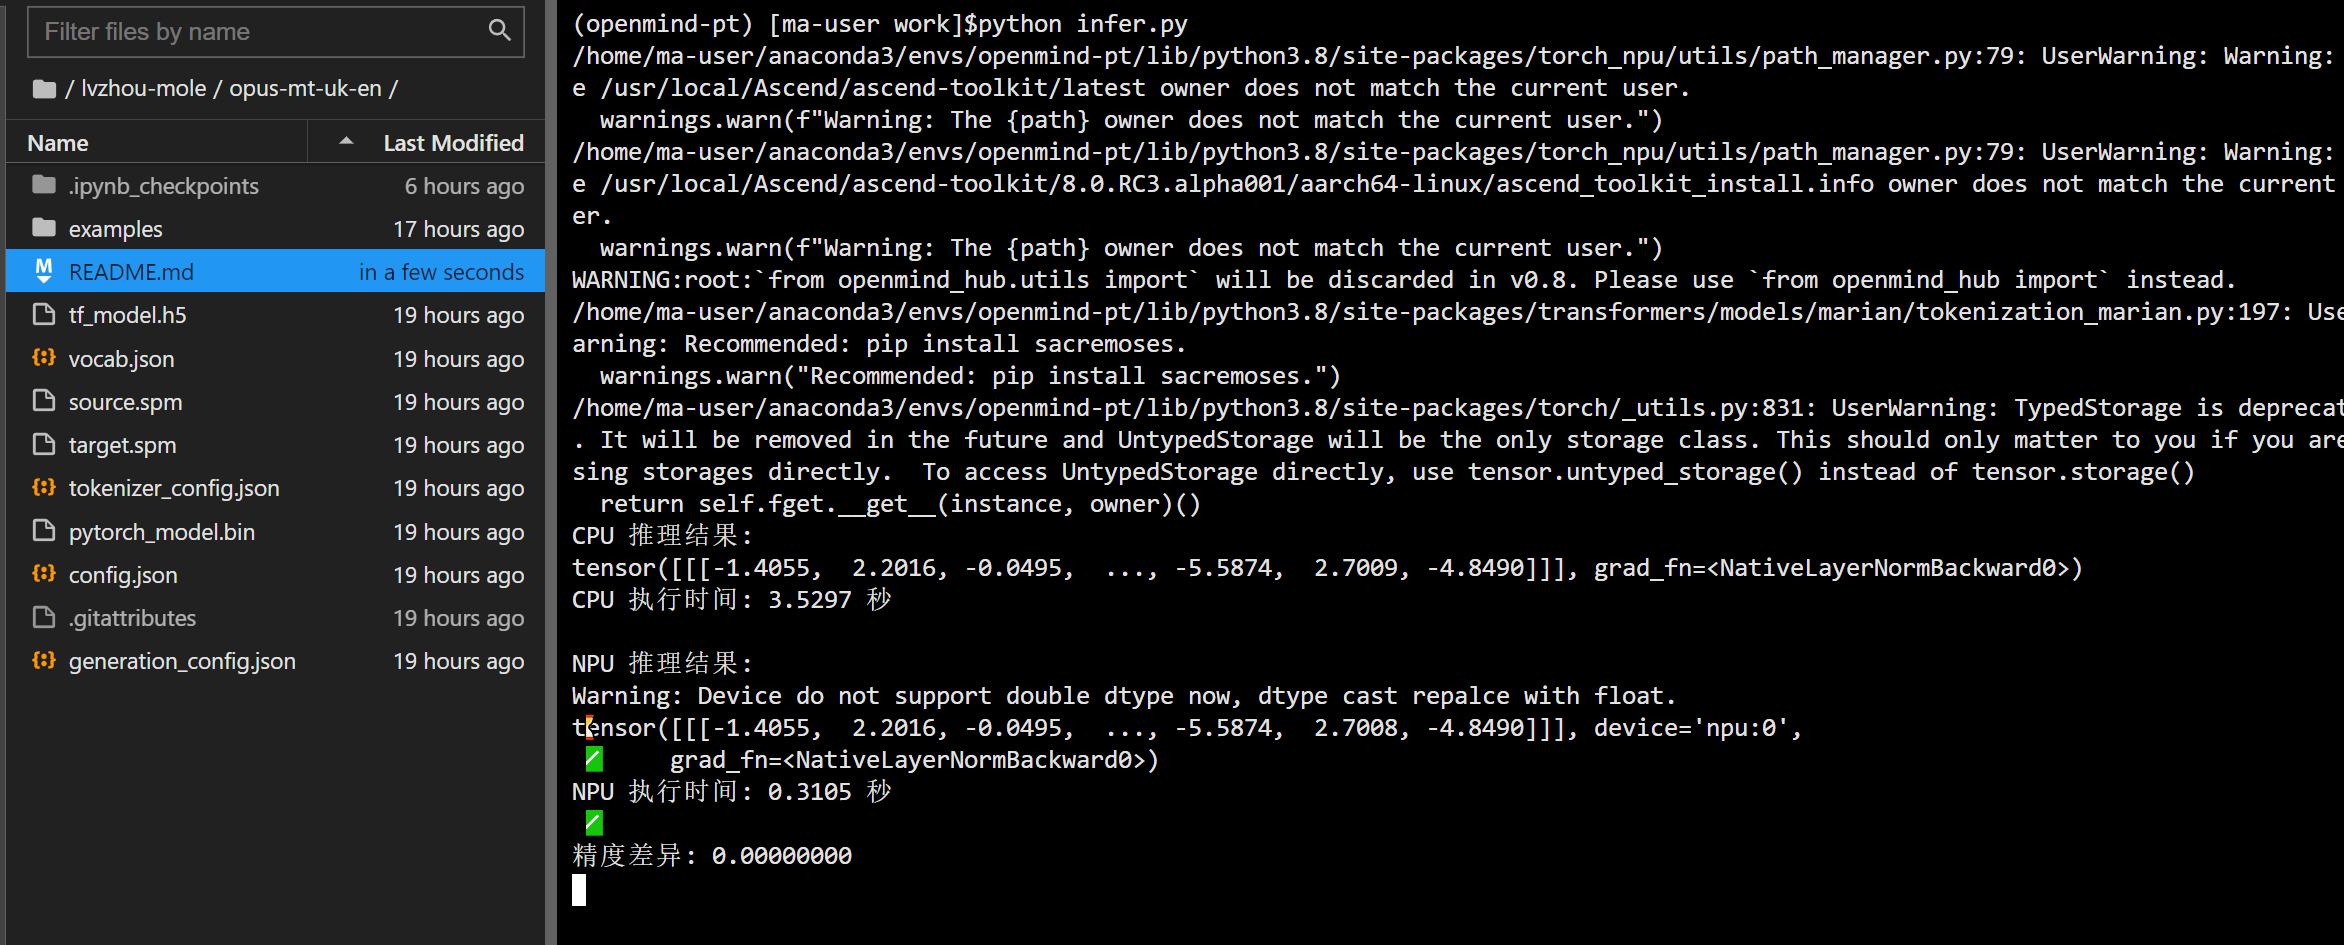 Filter files by name
/ lvzhou-mole / opus-mt-uk-en /
Name Last Modified
.ipynb_checkpoints 6 hours ago
examples 17 hours ago
README.md in a few seconds
tf_model.h5 19 hours ago
vocab.json 19 hours ago
source.spm 19 hours ago
target.spm 19 hours ago
tokenizer_config.json 19 hours ago
pytorch_model.bin 19 hours ago
config.json 19 hours ago
.gitattributes 19 hours ago
generation_config.json 19 hours ago
(openmind-pt) [ma-user work]$python infer.py
/home/ma-user/anaconda3/envs/openmind-pt/lib/python3.8/site-packages/torch_npu/utils/path_manager.py:79: UserWarning: Warning:
e /usr/local/Ascend/ascend-toolkit/latest owner does not match the current user.
warnings.warn(f"Warning: The {path} owner does not match the current user.")
/home/ma-user/anaconda3/envs/openmind-pt/lib/python3.8/site-packages/torch_npu/utils/path_manager.py:79: UserWarning: Warning:
e /usr/local/Ascend/ascend-toolkit/8.0.RC3.alpha001/aarch64-linux/ascend_toolkit_install.info owner does not match the current
er.
warnings.warn(f"Warning: The {path} owner does not match the current user.")
WARNING:root:`from openmind_hub.utils import` will be discarded in v0.8. Please use `from openmind_hub import` instead.
/home/ma-user/anaconda3/envs/openmind-pt/lib/python3.8/site-packages/transformers/models/marian/tokenization_marian.py:197: Use
arning: Recommended: pip install sacremoses.
warnings.warn("Recommended: pip install sacremoses.")
/home/ma-user/anaconda3/envs/openmind-pt/lib/python3.8/site-packages/torch/_utils.py:831: UserWarning: TypedStorage is deprecat
. It will be removed in the future and UntypedStorage will be the only storage class. This should only matter to you if you are
sing storages directly.  To access UntypedStorage directly, use tensor.untyped_storage() instead of tensor.storage()
return self.fget.__get__(instance, owner)()
CPU 推理结果:
tensor([[[-1.4055,  2.2016, -0.0495,  ..., -5.5874,  2.7009, -4.8490]]], grad_fn=<NativeLayerNormBackward0>)
CPU 执行时间: 3.5297 秒
NPU 推理结果:
Warning: Device do not support double dtype now, dtype cast repalce with float.
tensor([[[-1.4055,  2.2016, -0.0495,  ..., -5.5874,  2.7008, -4.8490]]], device='npu:0',
/ grad_fn=<NativeLayerNormBackward0>)
NPU 执行时间: 0.3105 秒
/
精度差异: 0.00000000